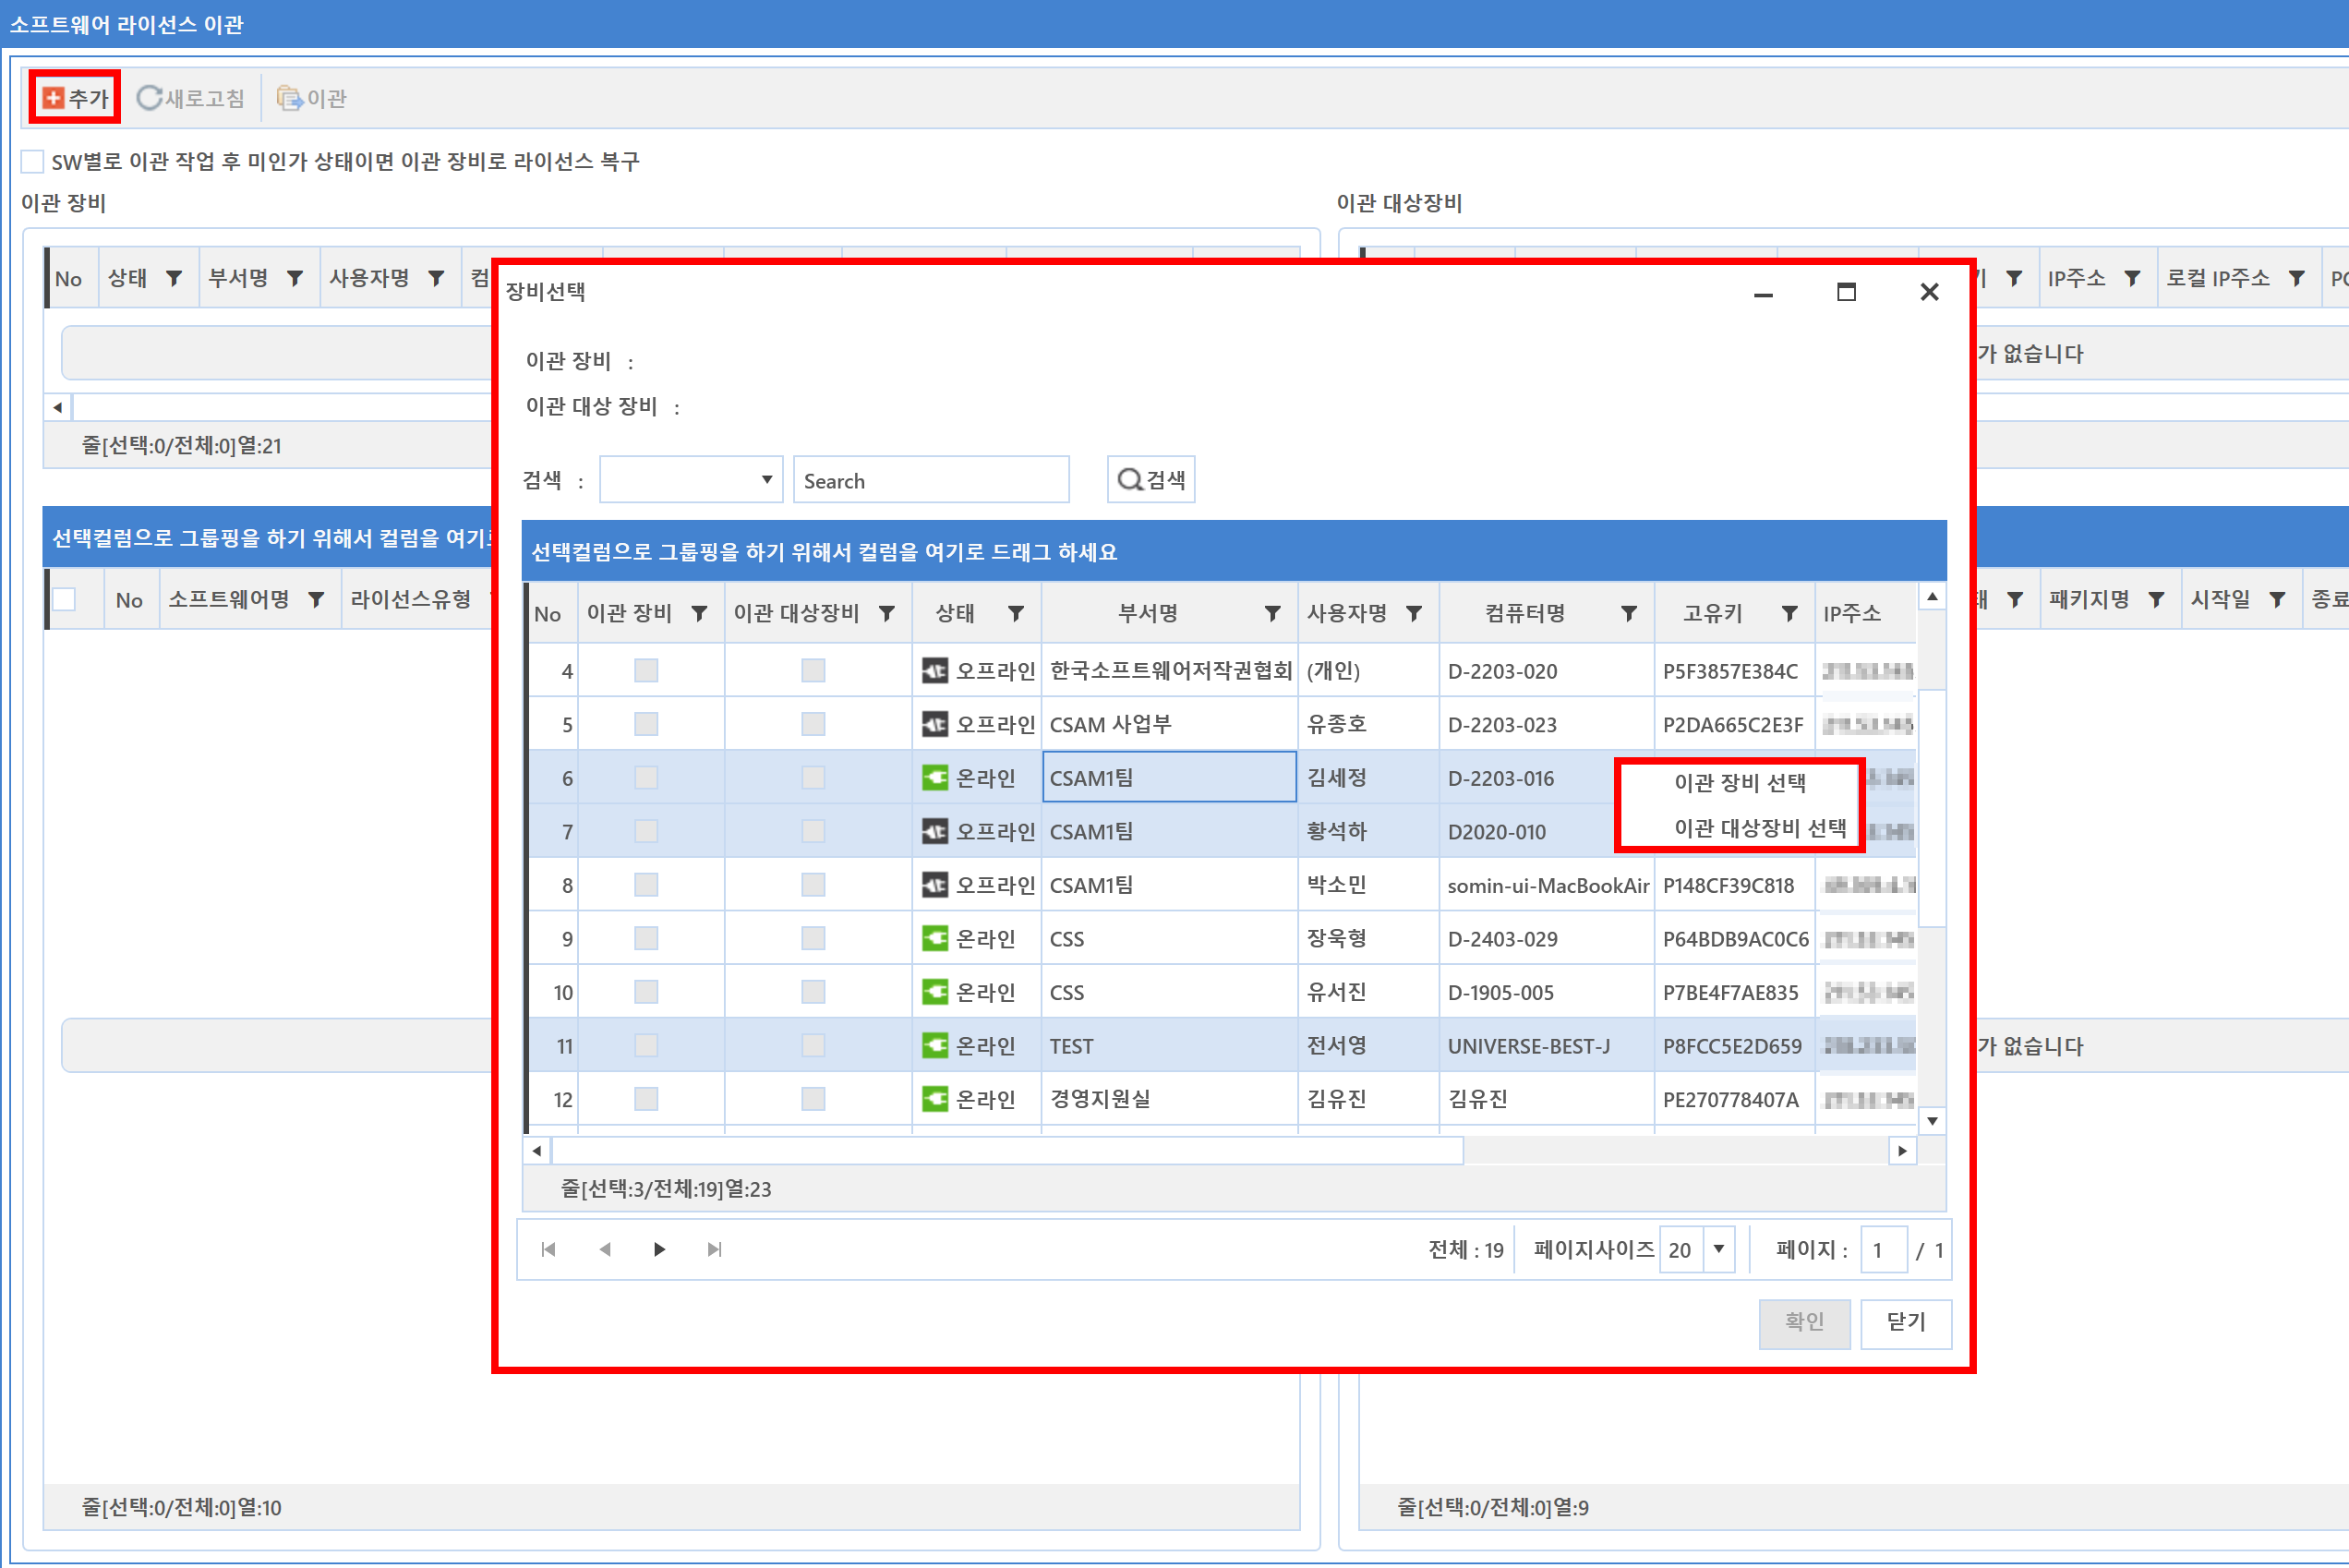 소프트웨어 라이선스 이관
추가 새로고침 이관
SW별로 이관 작업 후 미인가 상태이면 이관 장비로 라이선스 복구
이관 장비
이관 대상장비
No 상태 부서명 사용자명 컴
IP주소 로컬 IP주소 PC
가 없습니다
줄[선택:0/전체:0]열:21
선택컬럼으로 그룹핑을 하기 위해서 컬럼을 여기로
No 소프트웨어명 라이선스유형
패키지명 시작일 종료
가 없습니다
줄[선택:0/전체:0]열:10
줄[선택:0/전체:0]열:9
장비선택
이관 장비 :
이관 대상 장비 :
검색 : Search 검색
선택컬럼으로 그룹핑을 하기 위해서 컬럼을 여기로 드래그 하세요
No 이관 장비 이관 대상장비 상태 부서명 사용자명 컴퓨터명 고유키 IP주소
4 오프라인 한국소프트웨어저작권협회 (개인) D-2203-020 P5F3857E384C
5 오프라인 CSAM 사업부 유종호 D-2203-023 P2DA665C2E3F
6 온라인 CSAM1팀 김세정 D-2203-016
7 오프라인 CSAM1팀 황석하 D2020-010
이관 장비 선택
이관 대상장비 선택
8 오프라인 CSAM1팀 박소민 somin-ui-MacBookAir P148CF39C818
9 온라인 CSS 장욱형 D-2403-029 P64BDB9AC0C6
10 온라인 CSS 유서진 D-1905-005 P7BE4F7AE835
11 온라인 TEST 전서영 UNIVERSE-BEST-J P8FCC5E2D659
12 온라인 경영지원실 김유진 김유진 PE270778407A
줄[선택:3/전체:19]열:23
전체 : 19 페이지사이즈 20 페이지 : 1 / 1
확인 닫기